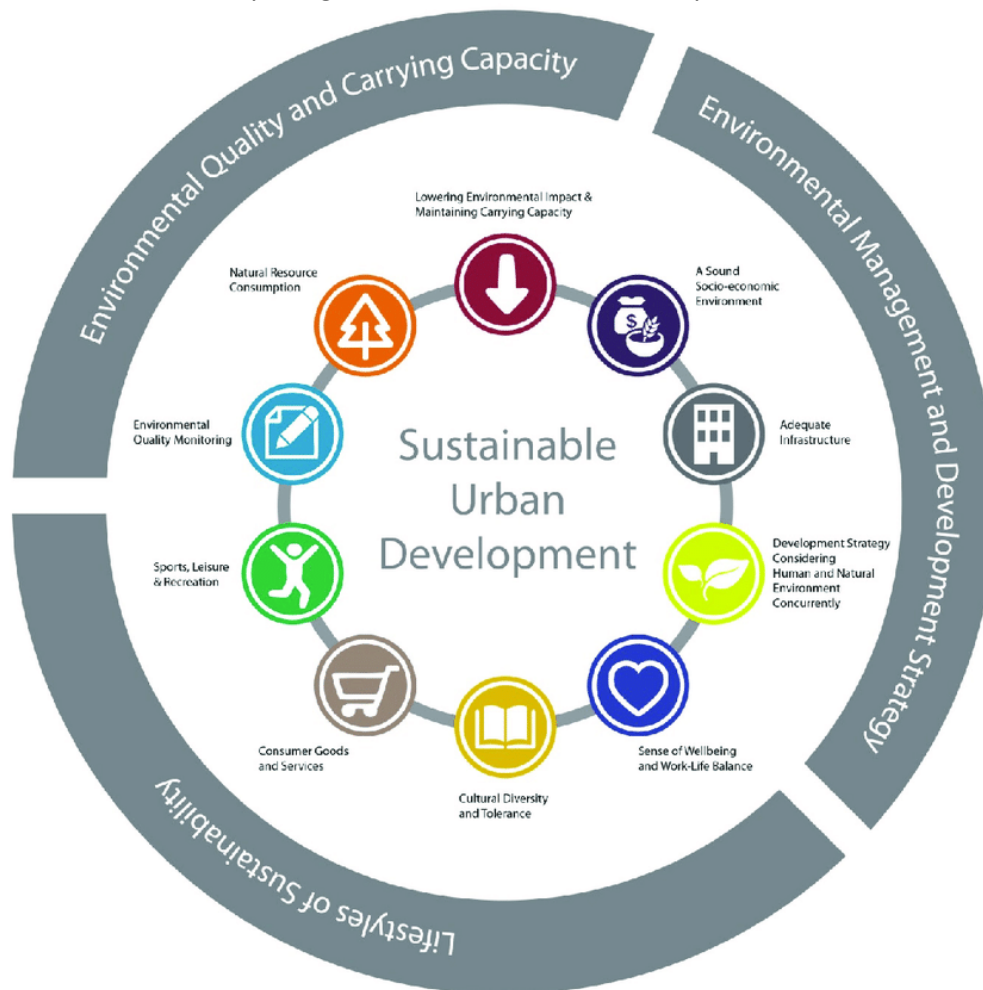 Environmental Quality and Carrying Capacity
Environmental Management and Development Strategy
Lifestyles of Sustainability
Lowering Environmental Impact &
Maintaining Carrying Capacity
A Sound
Socio-economic
Environment
Adequate
Infrastructure
Development Strategy
Considering
Human and Natural
Environment
Concurrently
Sense of Wellbeing
and Work-Life Balance
Cultural Diversity
and Tolerance
Consumer Goods
and Services
Sports, Leisure
& Recreation
Environmental
Quality Monitoring
Natural Resource
Consumption
$
Sustainable
Urban
Development